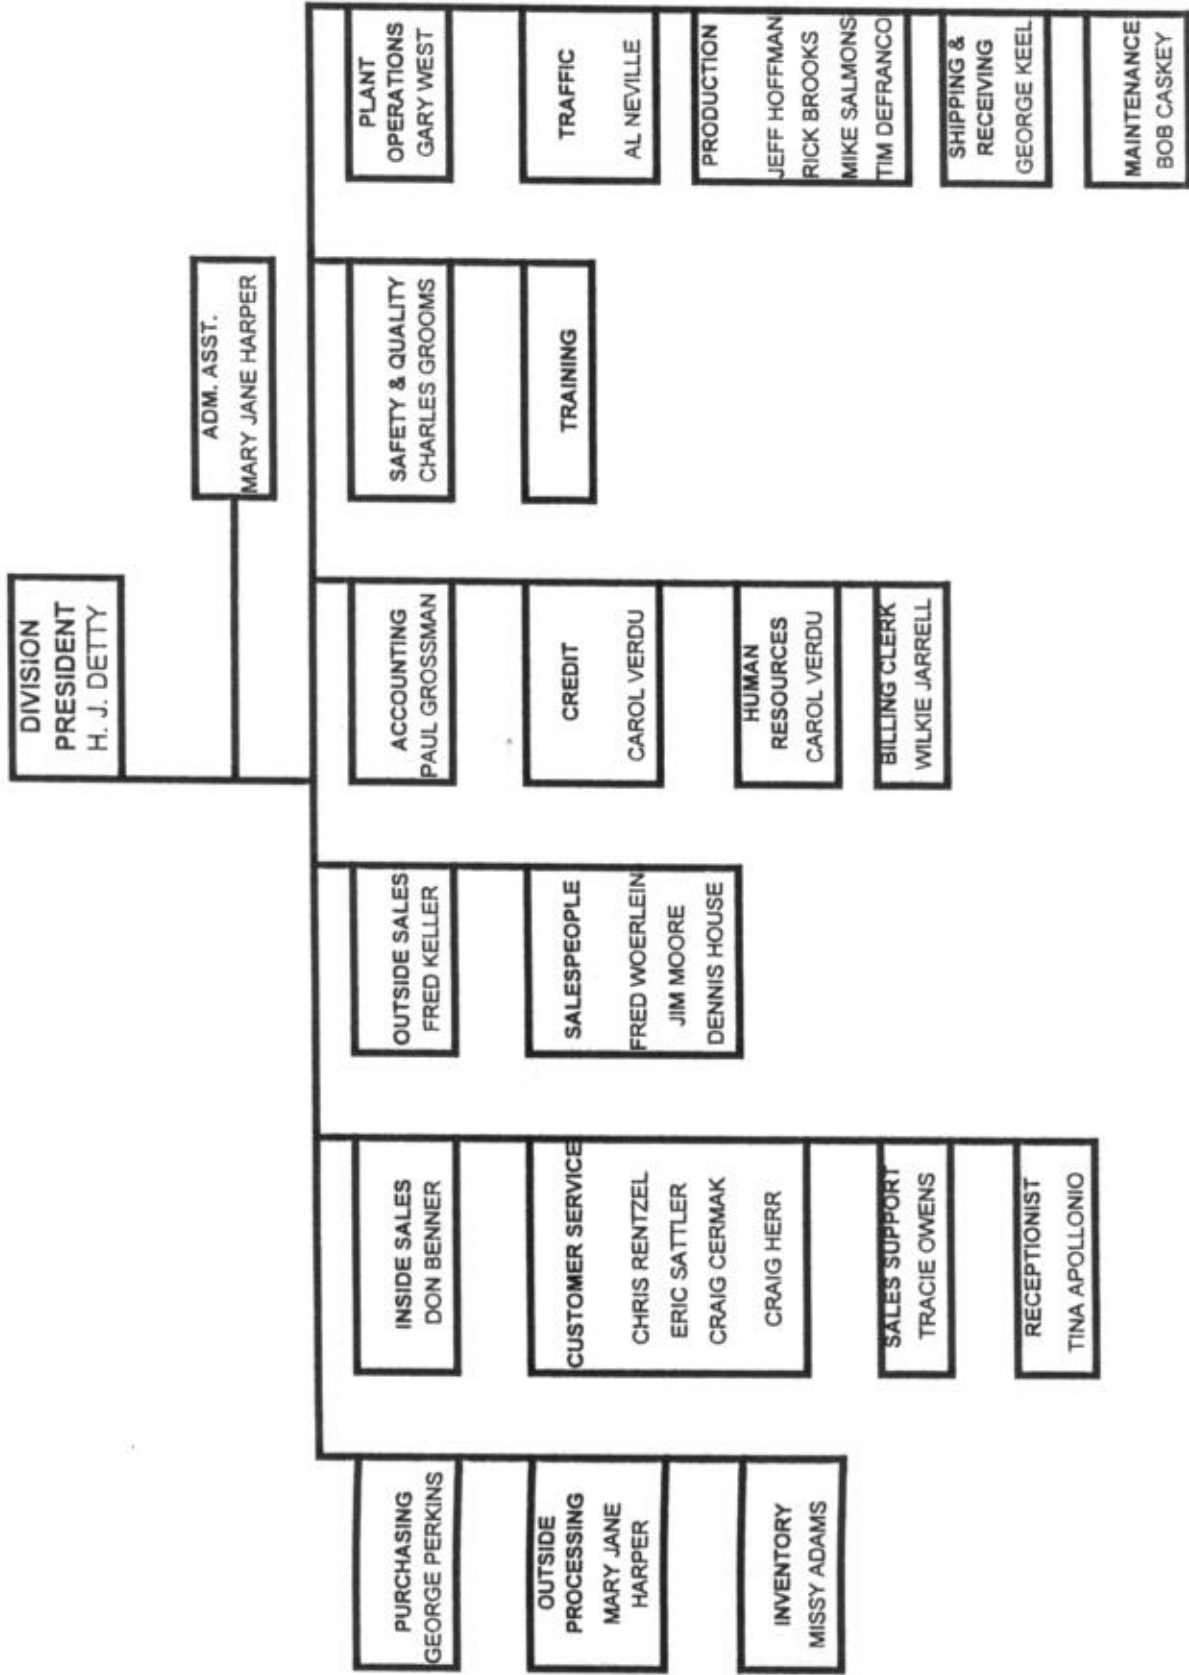 DIVISION
PRESIDENT
H. J. DETTY
ADM. ASST.
MARY JANE HARPER
PURCHASING
GEORGE PERKINS
OUTSIDE
PROCESSING
MARY JANE
HARPER
INVENTORY
MISSY ADAMS
INSIDE SALES
DON BENNER
CUSTOMER SERVICE
CHRIS RENTZEL
ERIC SATTLER
CRAIG CERMAK
CRAIG HERR
SALES SUPPORT
TRACIE OWENS
RECEPTIONIST
TINA APOLLONIO
OUTSIDE SALES
FRED KELLER
SALESPEOPLE
FRED WOERLEIN
JIM MOORE
DENNIS HOUSE
ACCOUNTING
PAUL GROSSMAN
CREDIT
CAROL VERDU
HUMAN
RESOURCES
CAROL VERDU
BILLING CLERK
WILKIE JARRELL
SAFETY & QUALITY
CHARLES GROOMS
TRAINING
PLANT
OPERATIONS
GARY WEST
TRAFFIC
AL NEVILLE
PRODUCTION
JEFF HOFFMAN
RICK BROOKS
MIKE SALMONS
TIM DEFRANCO
SHIPPING &
RECEIVING
GEORGE KEEL
MAINTENANCE
BOB CASKEY